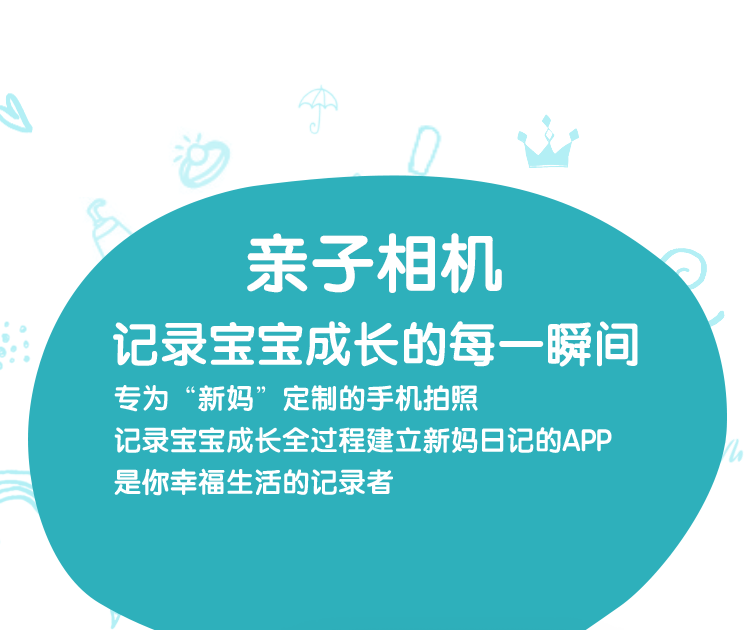 亲子相机
记录宝宝成长的每一瞬间
专为“新妈”定制的手机拍照
记录宝宝成长全过程建立新妈日记的APP
是你幸福生活的记录者